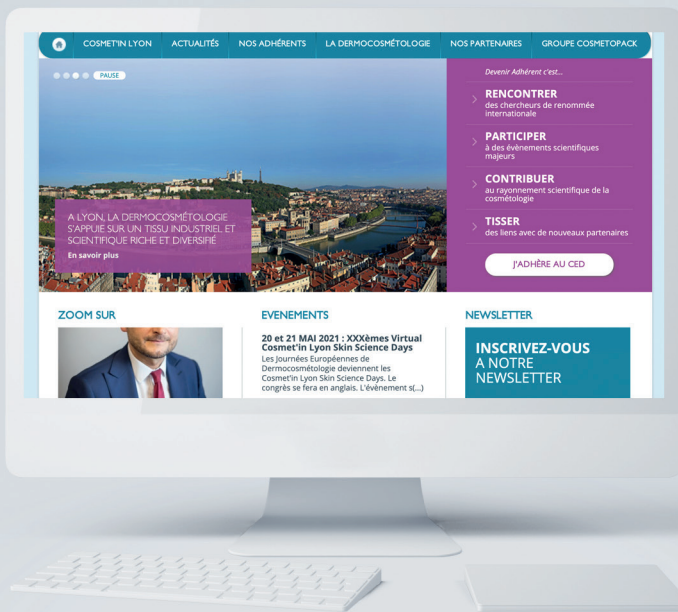 COSMET'IN LYON
ACTUALITÉS
NOS ADHÉRENTS
LA DERMOCOSMÉTOLOGIE
NOS PARTENAIRES
GROUPE COSMETOPACK
PAUSE
A LYON, LA DERMOCOSMÉTOLOGIE
S'APPUIE SUR UN TISSU INDUSTRIEL ET
SCIENTIFIQUE RICHE ET DIVERSIFIÉ
En savoir plus
Devenir Adhérent c'est...
RENCONTRER
des chercheurs de renommée
internationale
PARTICIPER
à des évènements scientifiques
majeurs
CONTRIBUER
au rayonnement scientifique de la
cosmétologie
TISSER
des liens avec de nouveaux partenaires
J'ADHÈRE AU CED
ZOOM SUR
EVENEMENTS
20 et 21 MAI 2021 : XXXèmes Virtual
Cosmet'in Lyon Skin Science Days
Les Journées Européennes de
Dermocosmétologie deviennent les
Cosmet'in Lyon Skin Science Days. Le
congrès se fera en anglais. L'évènement s(...)
NEWSLETTER
INSCRIVEZ-VOUS
A NOTRE
NEWSLETTER